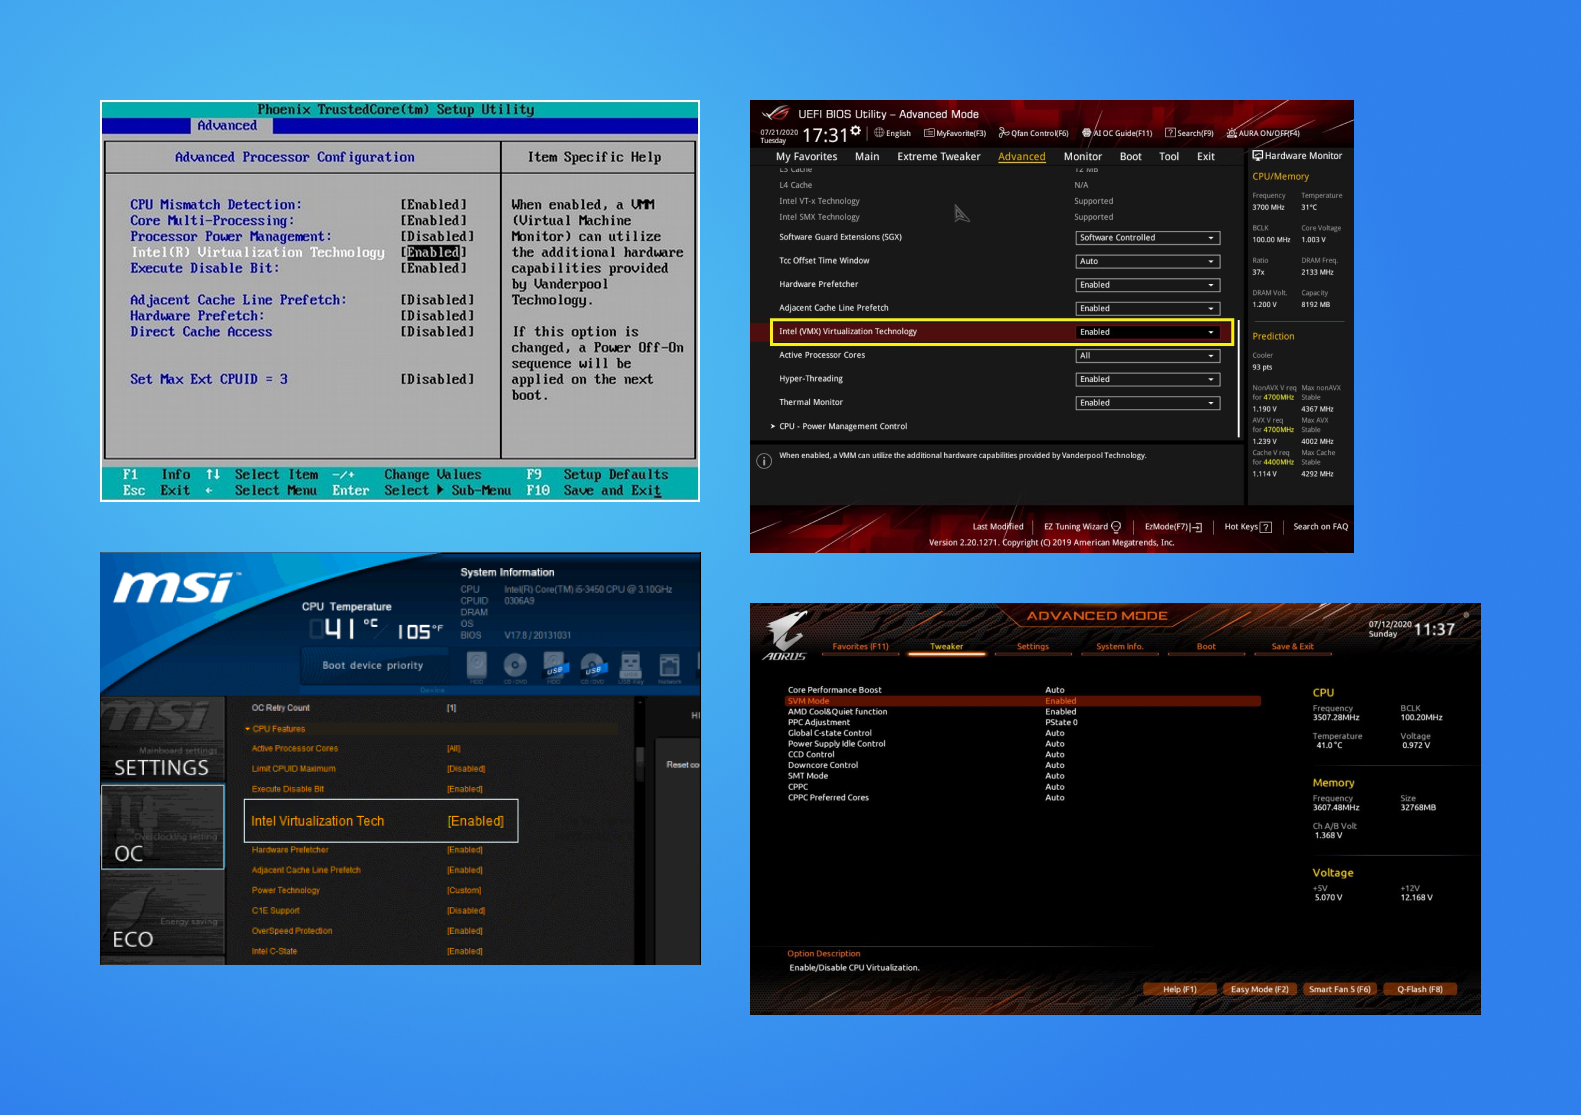 Phoenix TrustedCore(tm) Setup Utility
Advanced
Advanced Processor Configuration
Item Specific Help
CPU Mismatch Detection: [Enabled]
Core Multi-Processing: [Enabled]
Processor Power Management: [Disabled]
Intel(R) Virtualization Technology [Enabled]
Execute Disable Bit: [Enabled]
Adjacent Cache Line Prefetch: [Disabled]
Hardware Prefetch: [Disabled]
Direct Cache Access [Disabled]
Set Max Ext CPUID = 3 [Disabled]
When enabled, a VMM
(Virtual Machine
Monitor) can utilize
the additional hardware
capabilities provided
by Vanderpool
Technology.
If this option is
changed, a Power Off-On
sequence will be
applied on the next
boot.
F1 Info ↑↓ Select Item -/+ Change Values F9 Setup Defaults
Esc Exit ← Select Menu Enter Select ▶ Sub-Menu F10 Save and Exit
UEFI BIOS Utility – Advanced Mode
07/21/2020
Tuesday
17:31
English MyFavorite(F3) Qfan Control(F6) AI OC Guide(F11) ? Search(F9) AURA ON/OFF(F4)
My Favorites Main Extreme Tweaker Advanced Monitor Boot Tool Exit
L3 Cache 12 MB
L4 Cache N/A
Intel VT-x Technology Supported
Intel SMX Technology Supported
Software Guard Extensions (SGX) Software Controlled
Tcc Offset Time Window Auto
Hardware Prefetcher Enabled
Adjacent Cache Line Prefetch Enabled
Intel (VMX) Virtualization Technology Enabled
Active Processor Cores All
Hyper-Threading Enabled
Thermal Monitor Enabled
> CPU - Power Management Control
When enabled, a VMM can utilize the additional hardware capabilities provided by Vanderpool Technology.
Hardware Monitor
CPU/Memory
Frequency Temperature
3700 MHz 31°C
BCLK Core Voltage
100.00 MHz 1.003 V
Ratio DRAM Freq.
37x 2133 MHz
DRAM Volt. Capacity
1.200 V 8192 MB
Prediction
Cooler
93 pts
NonAVX V req Max nonAVX
for 4700MHz Stable
1.190 V 4367 MHz
AVX V req Max AVX
for 4700MHz Stable
1.239 V 4002 MHz
Cache V req Max Cache
for 4400MHz Stable
1.114 V 4292 MHz
Last Modified EZ Tuning Wizard EzMode(F7) Hot Keys ? Search on FAQ
Version 2.20.1271. Copyright (C) 2019 American Megatrends, Inc.
msi™
CPU Temperature
41 °C / 105 °F
Boot device priority
System Information
CPU Intel(R) Core(TM) i5-3450 CPU @ 3.10GHz
CPUID 0306A9
DRAM
OS
BIOS V17.8 / 20131031
USB USB
HDD CD/DVD HDD CD/DVD USB Key Network
Device
msi
Mainboard settings
SETTINGS
Overclocking setting
OC
Energy saving
ECO
OC Retry Count [1]
CPU Features
Active Processor Cores [All]
Limit CPUID Maximum [Disabled]
Execute Disable Bit [Enabled]
Intel Virtualization Tech [Enabled]
Hardware Prefetcher [Enabled]
Adjacent Cache Line Prefetch [Enabled]
Power Technology [Custom]
C1E Support [Disabled]
OverSpeed Protection [Enabled]
Intel C-State [Enabled]
HE
Reset co
AORUS
ADVANCED MODE
07/12/2020
Sunday
11:37
Favorites (F11) Tweaker Settings System Info. Boot Save & Exit
Core Performance Boost Auto
SVM Mode Enabled
AMD Cool&Quiet function Enabled
PPC Adjustment PState 0
Global C-state Control Auto
Power Supply Idle Control Auto
CCD Control Auto
Downcore Control Auto
SMT Mode Auto
CPPC Auto
CPPC Preferred Cores Auto
CPU
Frequency BCLK
3507.28MHz 100.20MHz
Temperature Voltage
41.0 °C 0.972 V
Memory
Frequency Size
3607.48MHz 32768MB
Ch A/B Volt
1.368 V
Voltage
+5V +12V
5.070 V 12.168 V
Option Description
Enable/Disable CPU Virtualization.
Help (F1) Easy Mode (F2) Smart Fan 5 (F6) Q-Flash (F8)